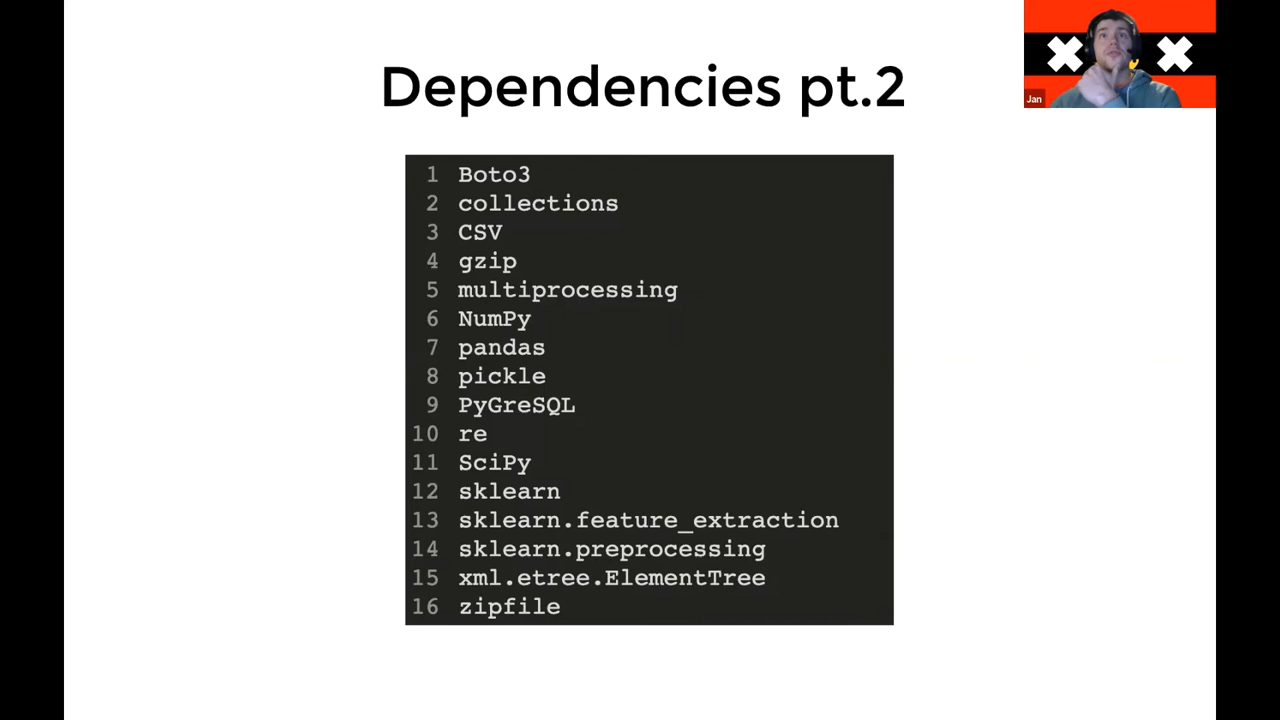 Dependencies pt.2
Jan
1 Boto3
2 collections
3 CSV
4 gzip
5 multiprocessing
6 NumPy
7 pandas
8 pickle
9 PyGreSQL
10 re
11 SciPy
12 sklearn
13 sklearn.feature_extraction
14 sklearn.preprocessing
15 xml.etree.ElementTree
16 zipfile